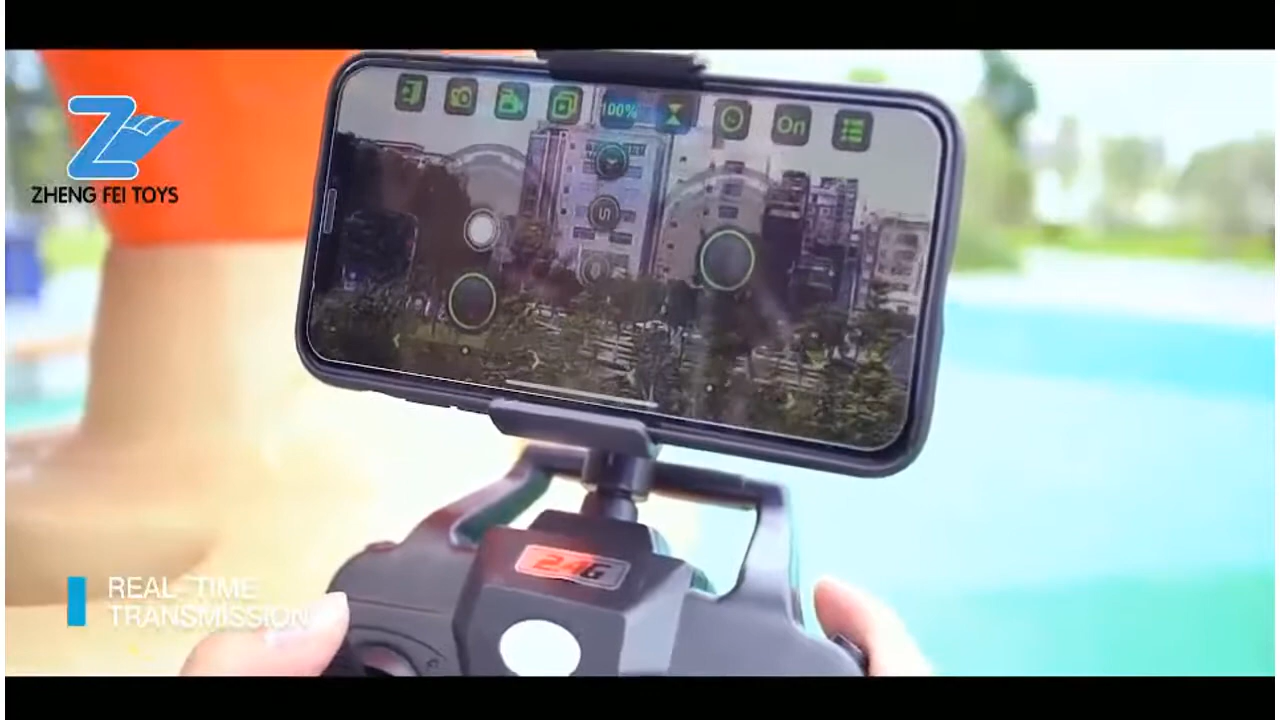 ZHENG FEI TOYS
100%
On
2.4G
REAL-TIME
TRANSMISSION